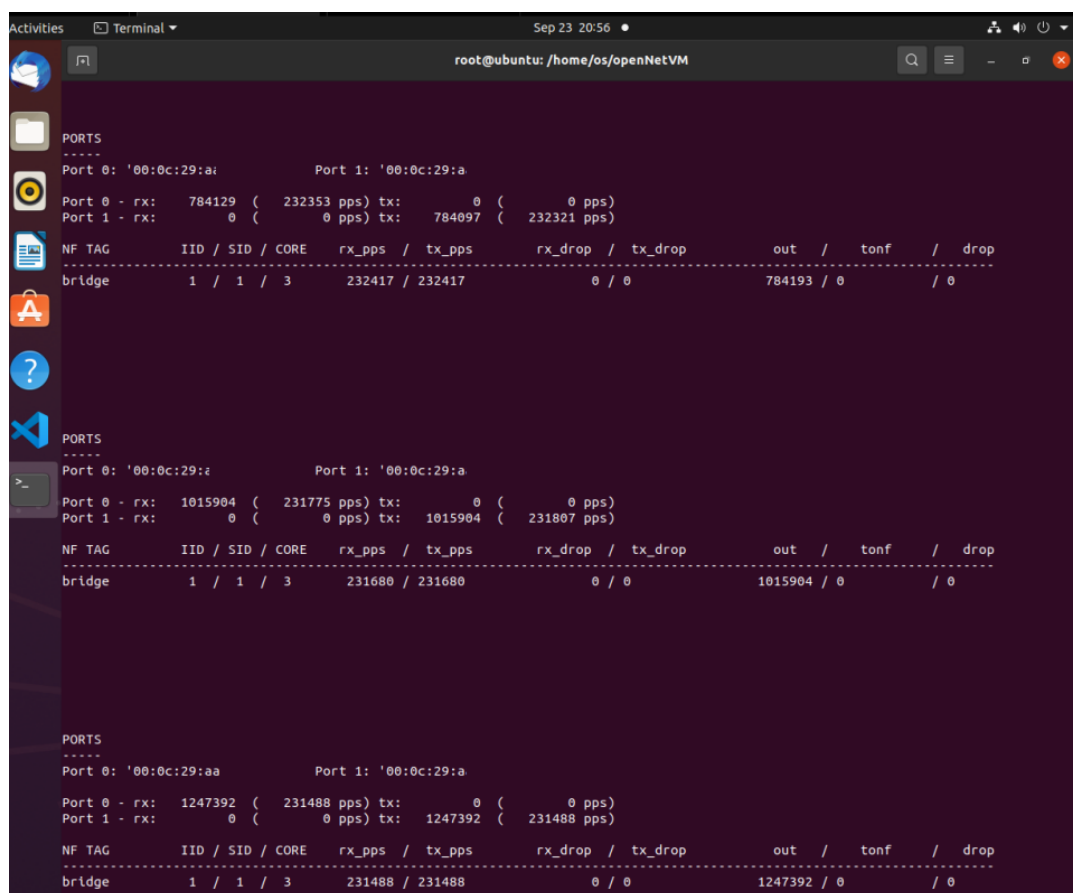 Activities Terminal Sep 23 20:56
root@ubuntu: /home/os/openNetVM
PORTS
-----
Port 0: '00:0c:29:aa Port 1: '00:0c:29:a
Port 0 - rx: 784129 ( 232353 pps) tx: 0 ( 0 pps)
Port 1 - rx: 0 ( 0 pps) tx: 784097 ( 232321 pps)
NF TAG IID / SID / CORE rx_pps / tx_pps rx_drop / tx_drop out / tonf / drop
----------------------------------------------------------------------------------------------------------------------
bridge 1 / 1 / 3 232417 / 232417 0 / 0 784193 / 0 / 0
PORTS
-----
Port 0: '00:0c:29:a Port 1: '00:0c:29:a
Port 0 - rx: 1015904 ( 231775 pps) tx: 0 ( 0 pps)
Port 1 - rx: 0 ( 0 pps) tx: 1015904 ( 231807 pps)
NF TAG IID / SID / CORE rx_pps / tx_pps rx_drop / tx_drop out / tonf / drop
----------------------------------------------------------------------------------------------------------------------
bridge 1 / 1 / 3 231680 / 231680 0 / 0 1015904 / 0 / 0
PORTS
-----
Port 0: '00:0c:29:aa Port 1: '00:0c:29:a
Port 0 - rx: 1247392 ( 231488 pps) tx: 0 ( 0 pps)
Port 1 - rx: 0 ( 0 pps) tx: 1247392 ( 231488 pps)
NF TAG IID / SID / CORE rx_pps / tx_pps rx_drop / tx_drop out / tonf / drop
----------------------------------------------------------------------------------------------------------------------
bridge 1 / 1 / 3 231488 / 231488 0 / 0 1247392 / 0 / 0